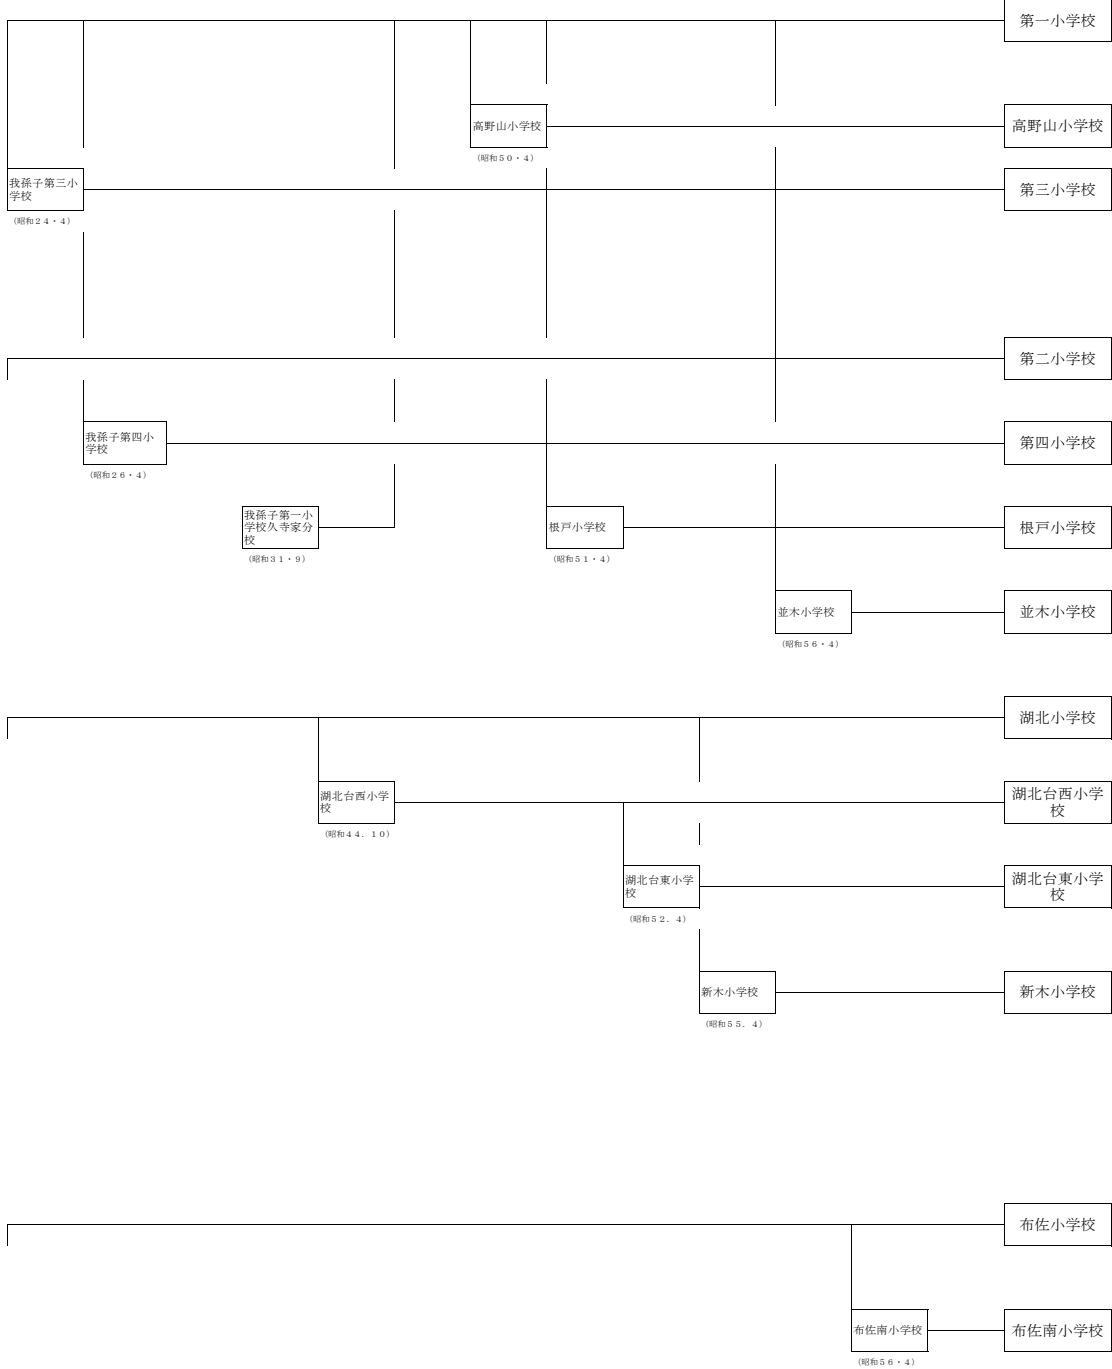 第一小学校
高野山小学校
高野山小学校
（昭和５０・４）
我孫子第三小
学校
第三小学校
（昭和２４・４）
第二小学校
我孫子第四小
学校
第四小学校
（昭和２６・４）
我孫子第一小
学校久寺家分
校
根戸小学校
根戸小学校
（昭和３１・９）
（昭和５１・４）
並木小学校
並木小学校
（昭和５６・４）
湖北小学校
湖北台西小学
校
湖北台西小学
校
（昭和４４．１０）
湖北台東小学
校
湖北台東小学
校
（昭和５２．４）
新木小学校
新木小学校
（昭和５５．４）
布佐小学校
布佐南小学校
布佐南小学校
（昭和５６・４）